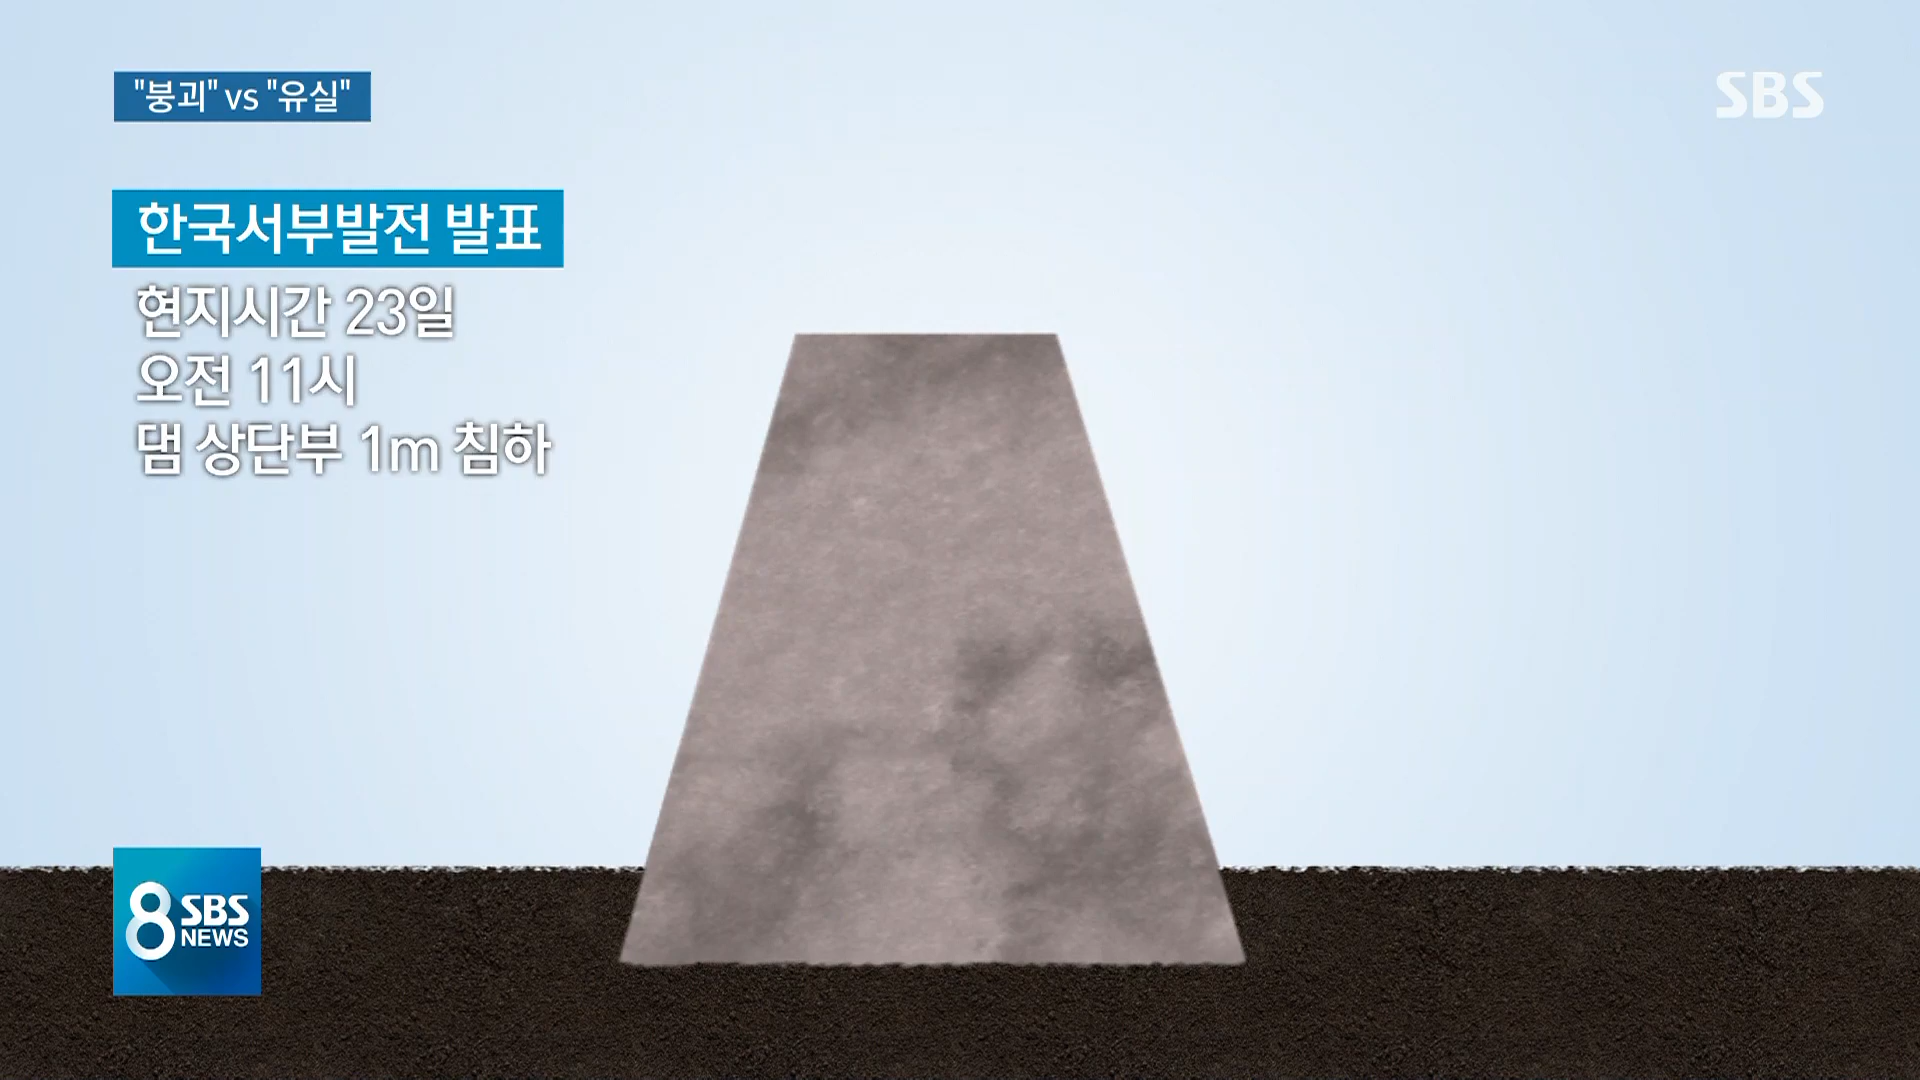 "붕괴" vs "유실"
SBS
한국서부발전 발표
현지시간 23일
오전 11시
댐 상단부 1m 침하
8 SBS
NEWS